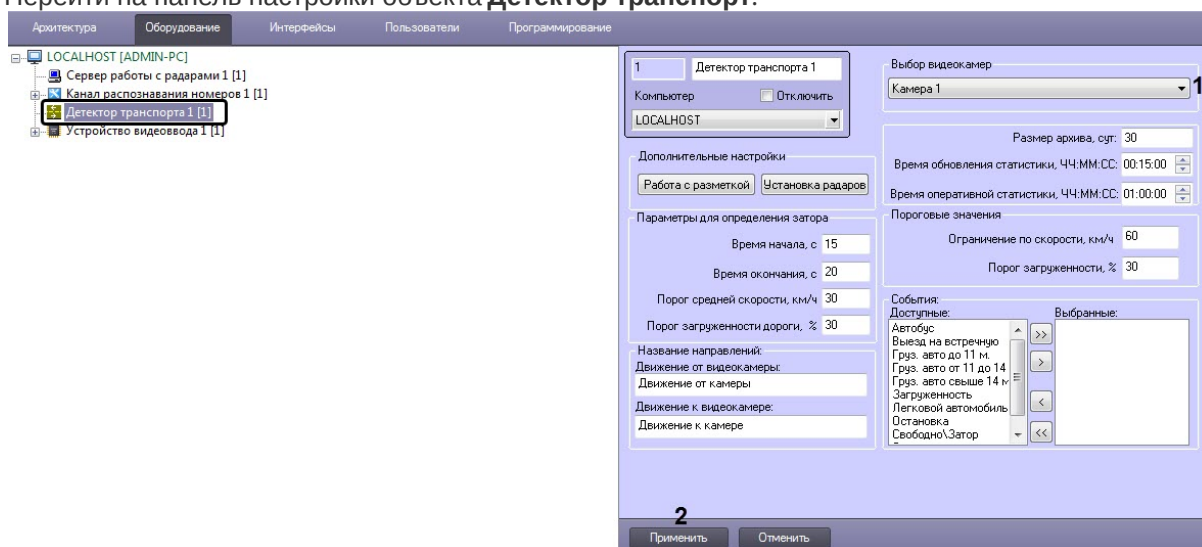 Перейти на панель настройки объекта Детектор транспорт.
Архитектура Оборудование Интерфейсы Пользователи Программирование
LOCALHOST [ADMIN-PC]
Сервер работы с радарами 1 [1]
Канал распознавания номеров 1 [1]
Детектор транспорта 1 [1]
Устройство видеоввода 1 [1]
1 Детектор транспорта 1
Компьютер Отключить
LOCALHOST
Выбор видеокамер
Камера 1 1
Дополнительные настройки
Работа с разметкой Установка радаров
Размер архива, сут: 30
Время обновления статистики, ЧЧ:ММ:СС: 00:15:00
Время оперативной статистики, ЧЧ:ММ:СС: 01:00:00
Параметры для определения затора
Время начала, с 15
Время окончания, с 20
Порог средней скорости, км/ч 30
Порог загруженности дороги, % 30
Пороговые значения
Ограничение по скорости, км/ч 60
Порог загруженности, % 30
Название направлений:
Движение от видеокамеры:
Движение от камеры
Движение к видеокамере:
Движение к камере
События:
Доступные: Выбранные:
Автобус
Выезд на встречную
Груз. авто до 11 м.
Груз. авто от 11 до 14
Груз. авто свыше 14 м
Загруженность
Легковой автомобиль
Остановка
Свободно\Затор
>>
>
<
<<
2
Применить Отменить